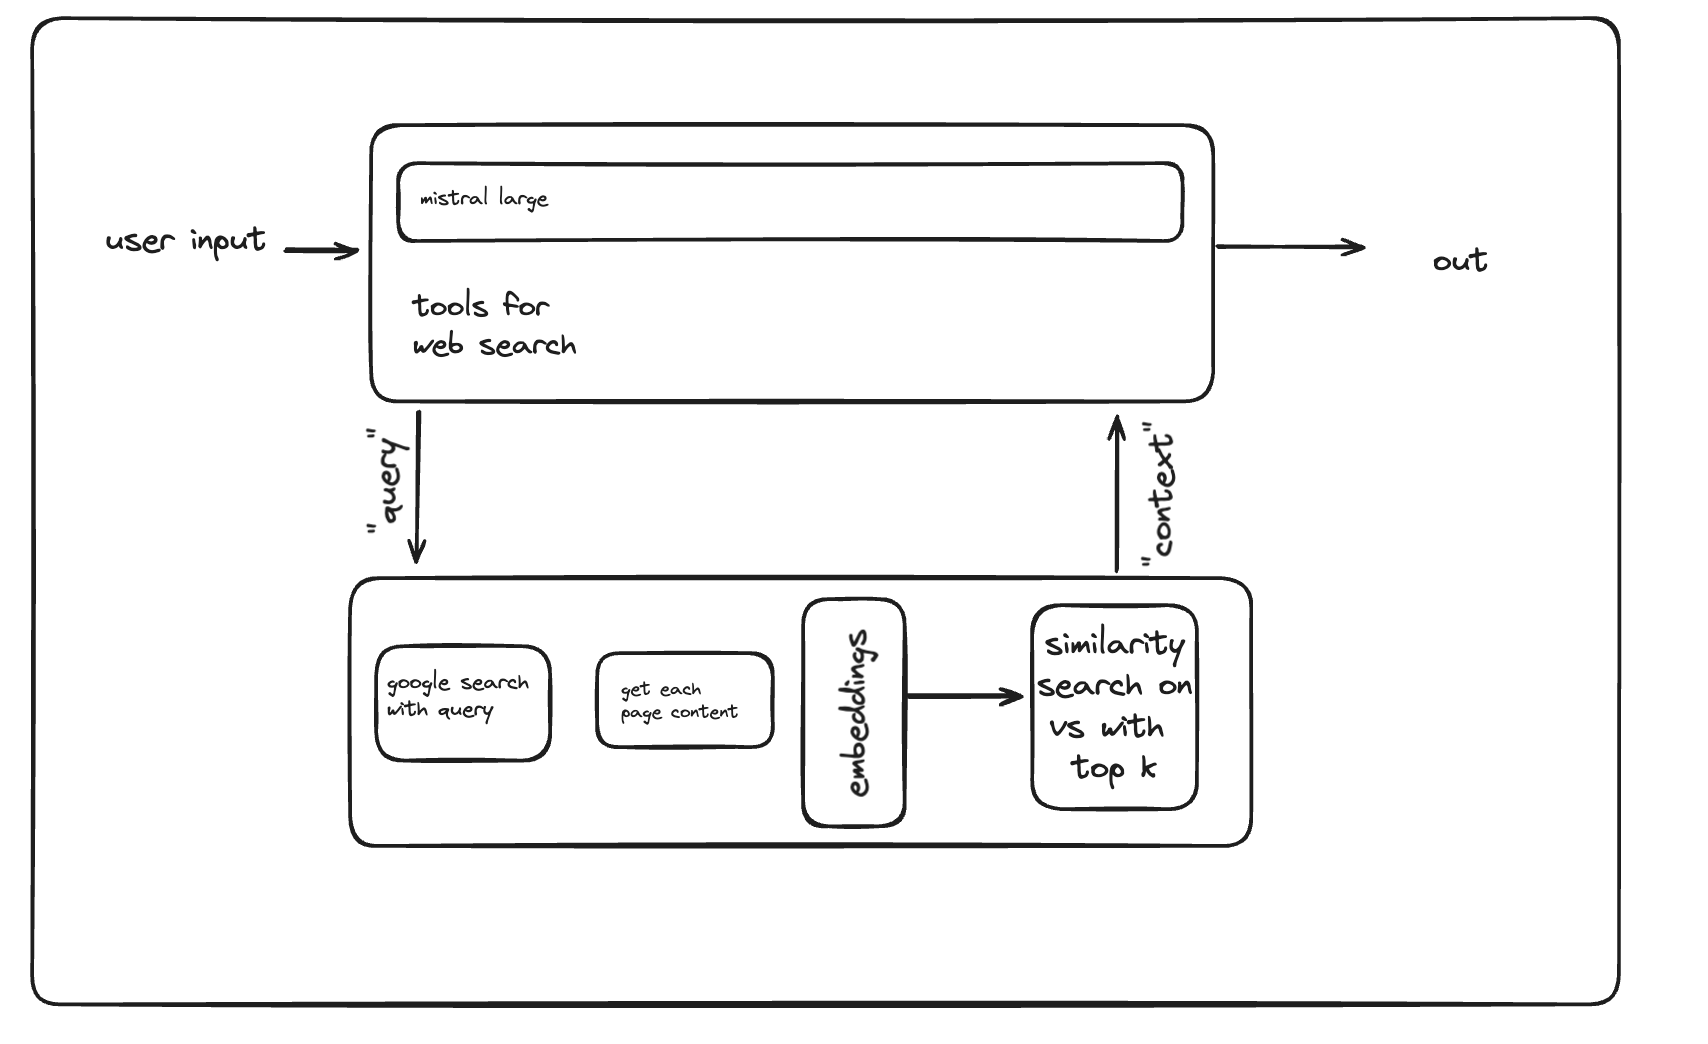 mistral large
user input
out
tools for
web search
"query"
"context"
google search
with query
get each
page content
embeddings
similarity
search on
vs with
top k